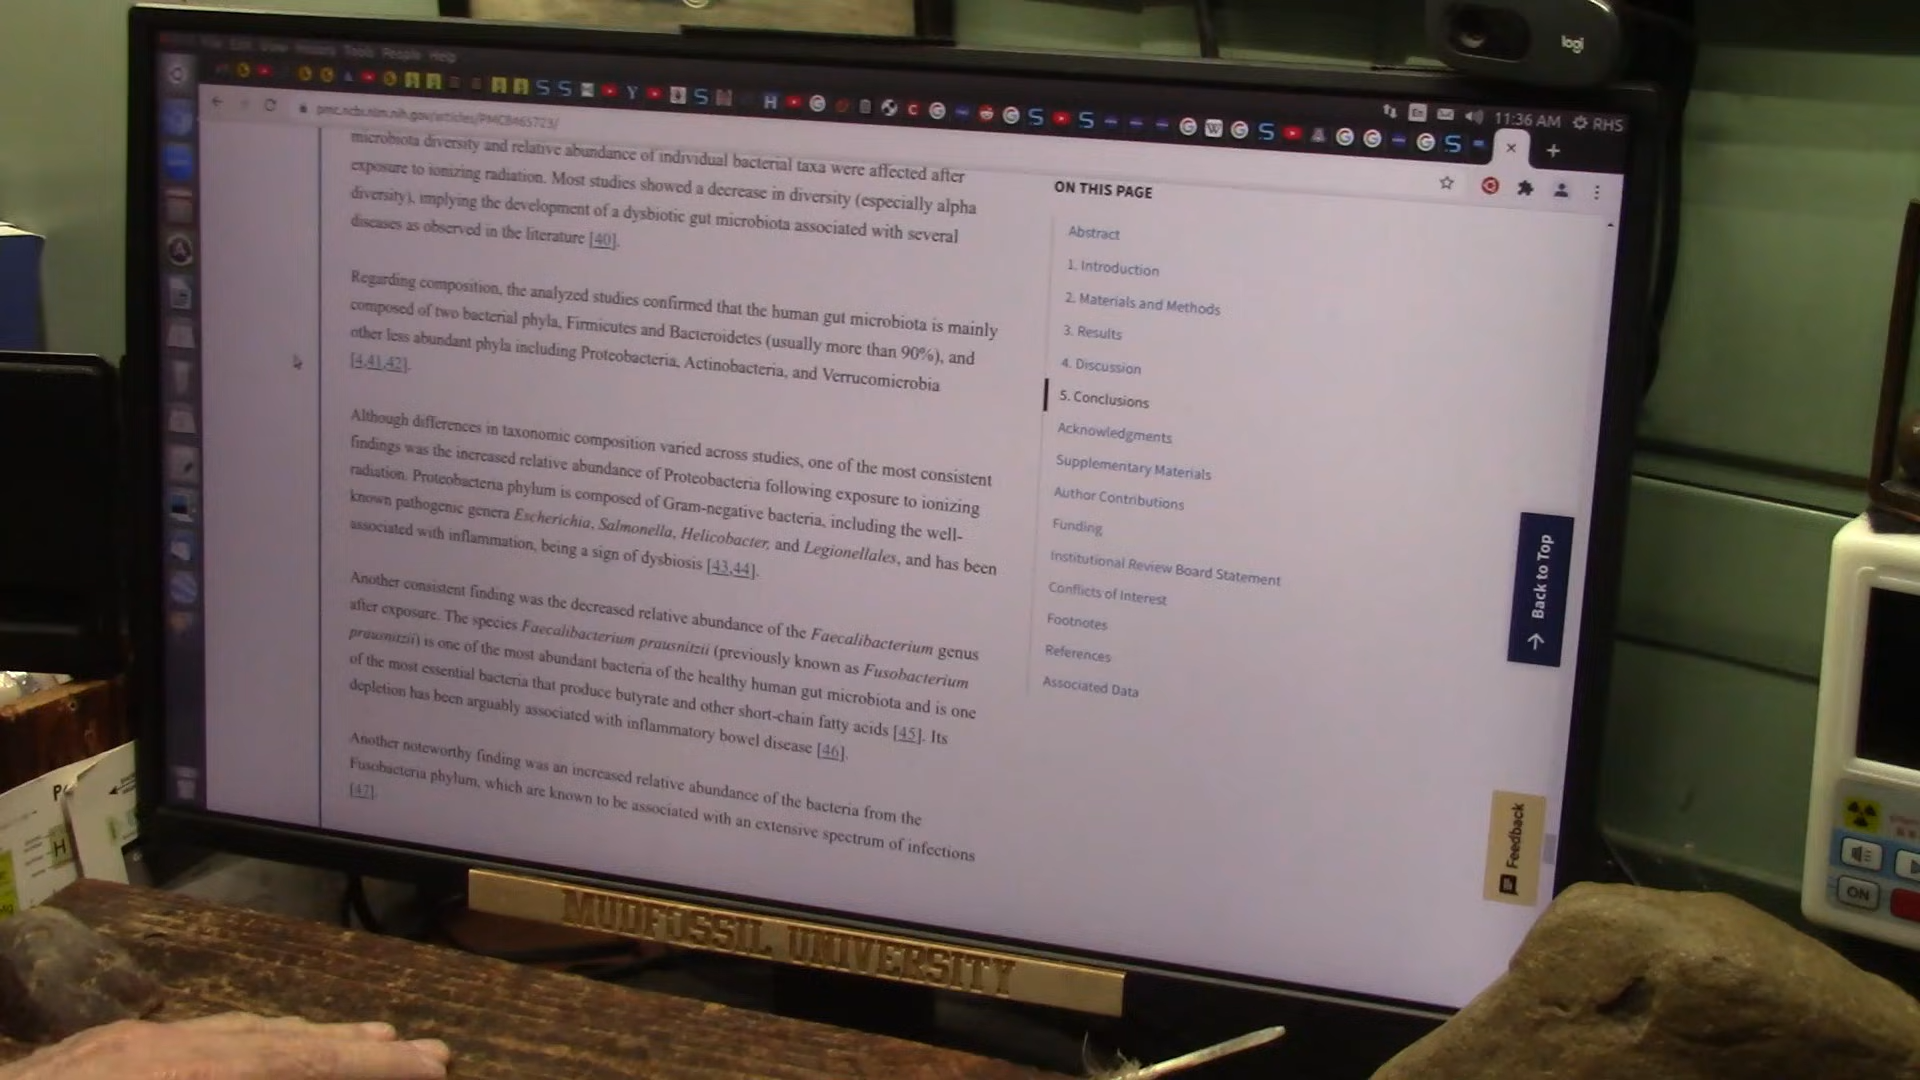 File Edit View History Tools People Help
logi
11:36 AM RHS
pmc.ncbi.nlm.nih.gov/articles/PMC8465723/
microbiota diversity and relative abundance of individual bacterial taxa were affected after
exposure to ionizing radiation. Most studies showed a decrease in diversity (especially alpha
diversity), implying the development of a dysbiotic gut microbiota associated with several
diseases as observed in the literature [40].
Regarding composition, the analyzed studies confirmed that the human gut microbiota is mainly
composed of two bacterial phyla, Firmicutes and Bacteroidetes (usually more than 90%), and
other less abundant phyla including Proteobacteria, Actinobacteria, and Verrucomicrobia
[4,41,42].
Although differences in taxonomic composition varied across studies, one of the most consistent
findings was the increased relative abundance of Proteobacteria following exposure to ionizing
radiation. Proteobacteria phylum is composed of Gram-negative bacteria, including the well-
known pathogenic genera Escherichia, Salmonella, Helicobacter, and Legionellales, and has been
associated with inflammation, being a sign of dysbiosis [43,44].
Another consistent finding was the decreased relative abundance of the Faecalibacterium genus
after exposure. The species Faecalibacterium prausnitzii (previously known as Fusobacterium
prausnitzii) is one of the most abundant bacteria of the healthy human gut microbiota and is one
of the most essential bacteria that produce butyrate and other short-chain fatty acids [45]. Its
depletion has been arguably associated with inflammatory bowel disease [46].
Another noteworthy finding was an increased relative abundance of the bacteria from the
Fusobacteria phylum, which are known to be associated with an extensive spectrum of infections
[47].
ON THIS PAGE
Abstract
1. Introduction
2. Materials and Methods
3. Results
4. Discussion
5. Conclusions
Acknowledgments
Supplementary Materials
Author Contributions
Funding
Institutional Review Board Statement
Conflicts of Interest
Footnotes
References
Associated Data
Back to Top
Feedback
MUDFOSSIL UNIVERSITY
H
ON